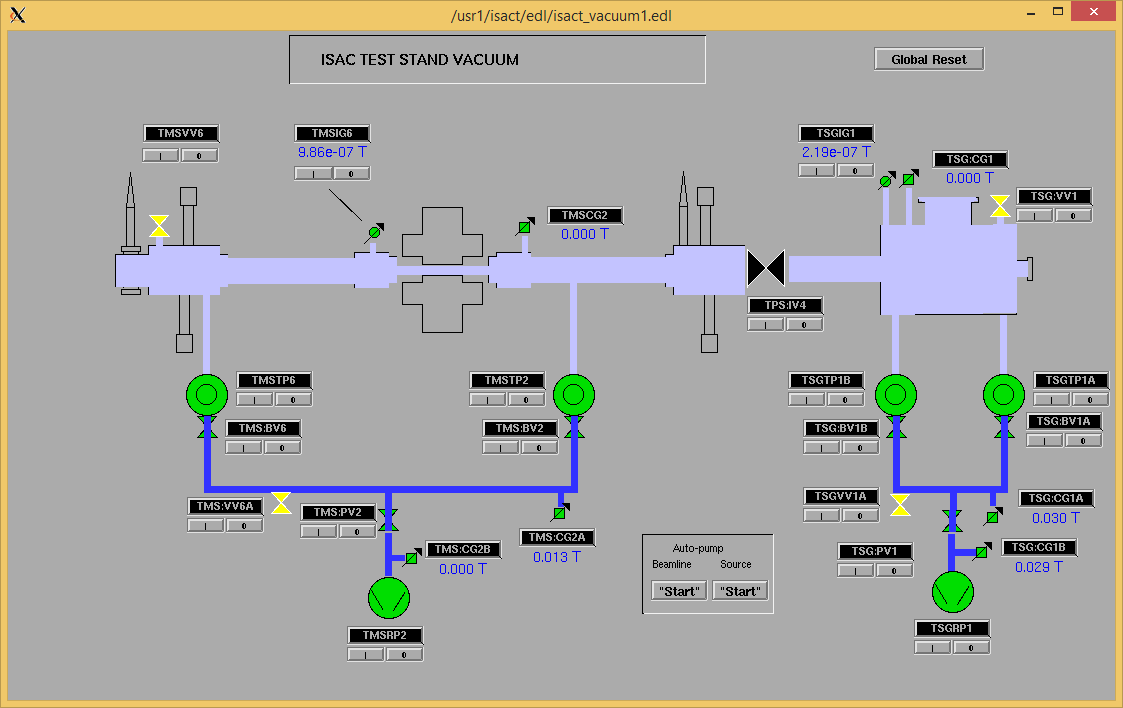 /usr1/isact/edl/isact_vacuum1.edl
ISAC TEST STAND VACUUM
Global Reset
TMSVV6
I 0
TMSIG6
9.86e-07 T
I 0
TSGIG1
2.19e-07 T
I 0
TSG:CG1
0.000 T
TSG:VV1
I 0
TMSCG2
0.000 T
TPS:IV4
I 0
TMSTP6
I 0
TMSTP2
I 0
TSGTP1B
I 0
TSGTP1A
I 0
TMS:BV6
I 0
TMS:BV2
I 0
TSG:BV1B
I 0
TSG:BV1A
I 0
TMS:VV6A
I 0
TMS:PV2
I 0
TSGVV1A
I 0
TSG:CG1A
0.030 T
TMS:CG2A
0.013 T
TMS:CG2B
0.000 T
TSG:PV1
I 0
TSG:CG1B
0.029 T
Auto-pump
Beamline Source
"Start" "Start"
TMSRP2
I 0
TSGRP1
I 0